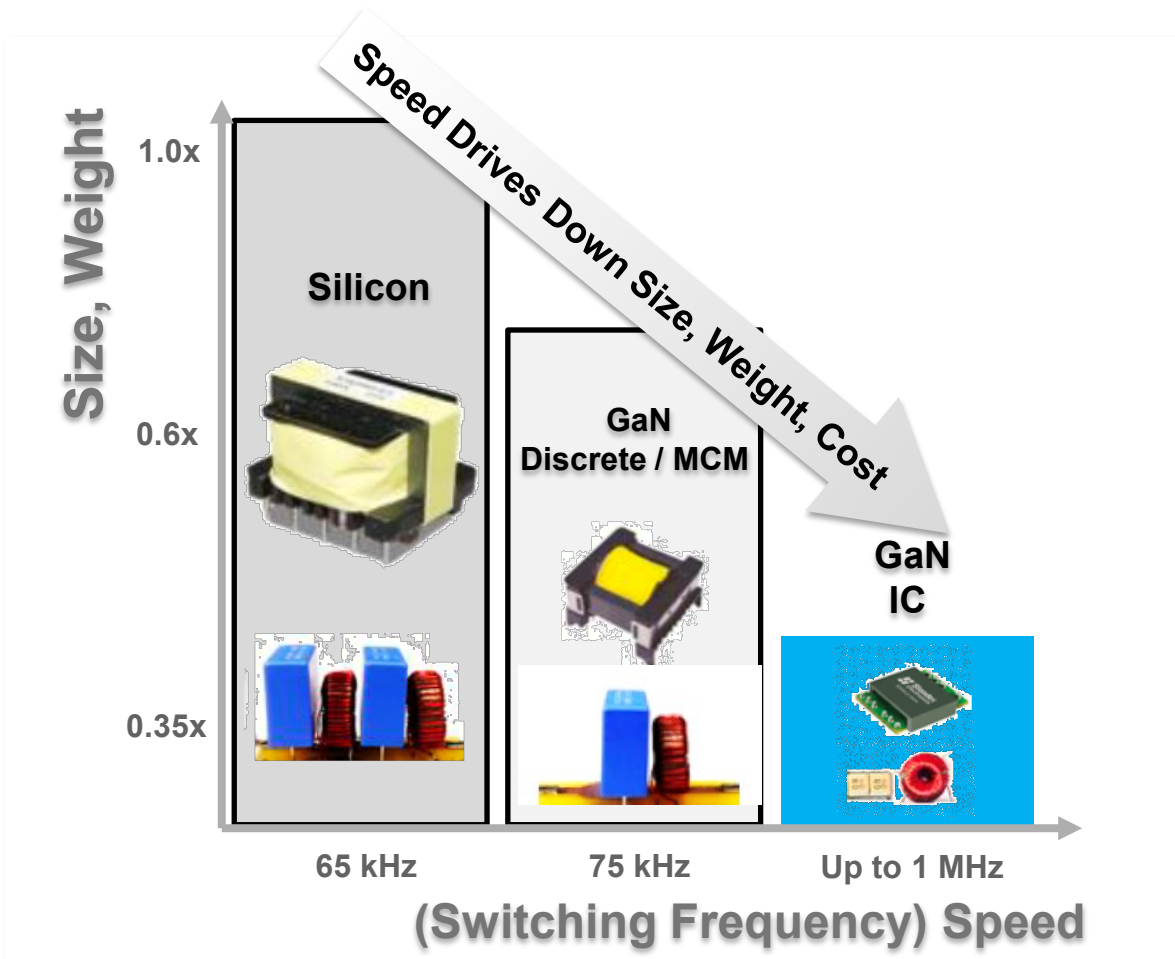 Speed Drives Down Size, Weight, Cost
Size, Weight
1.0x
0.6x
0.35x
Silicon
GaN
Discrete / MCM
GaN
IC
65 kHz
75 kHz
Up to 1 MHz
(Switching Frequency) Speed